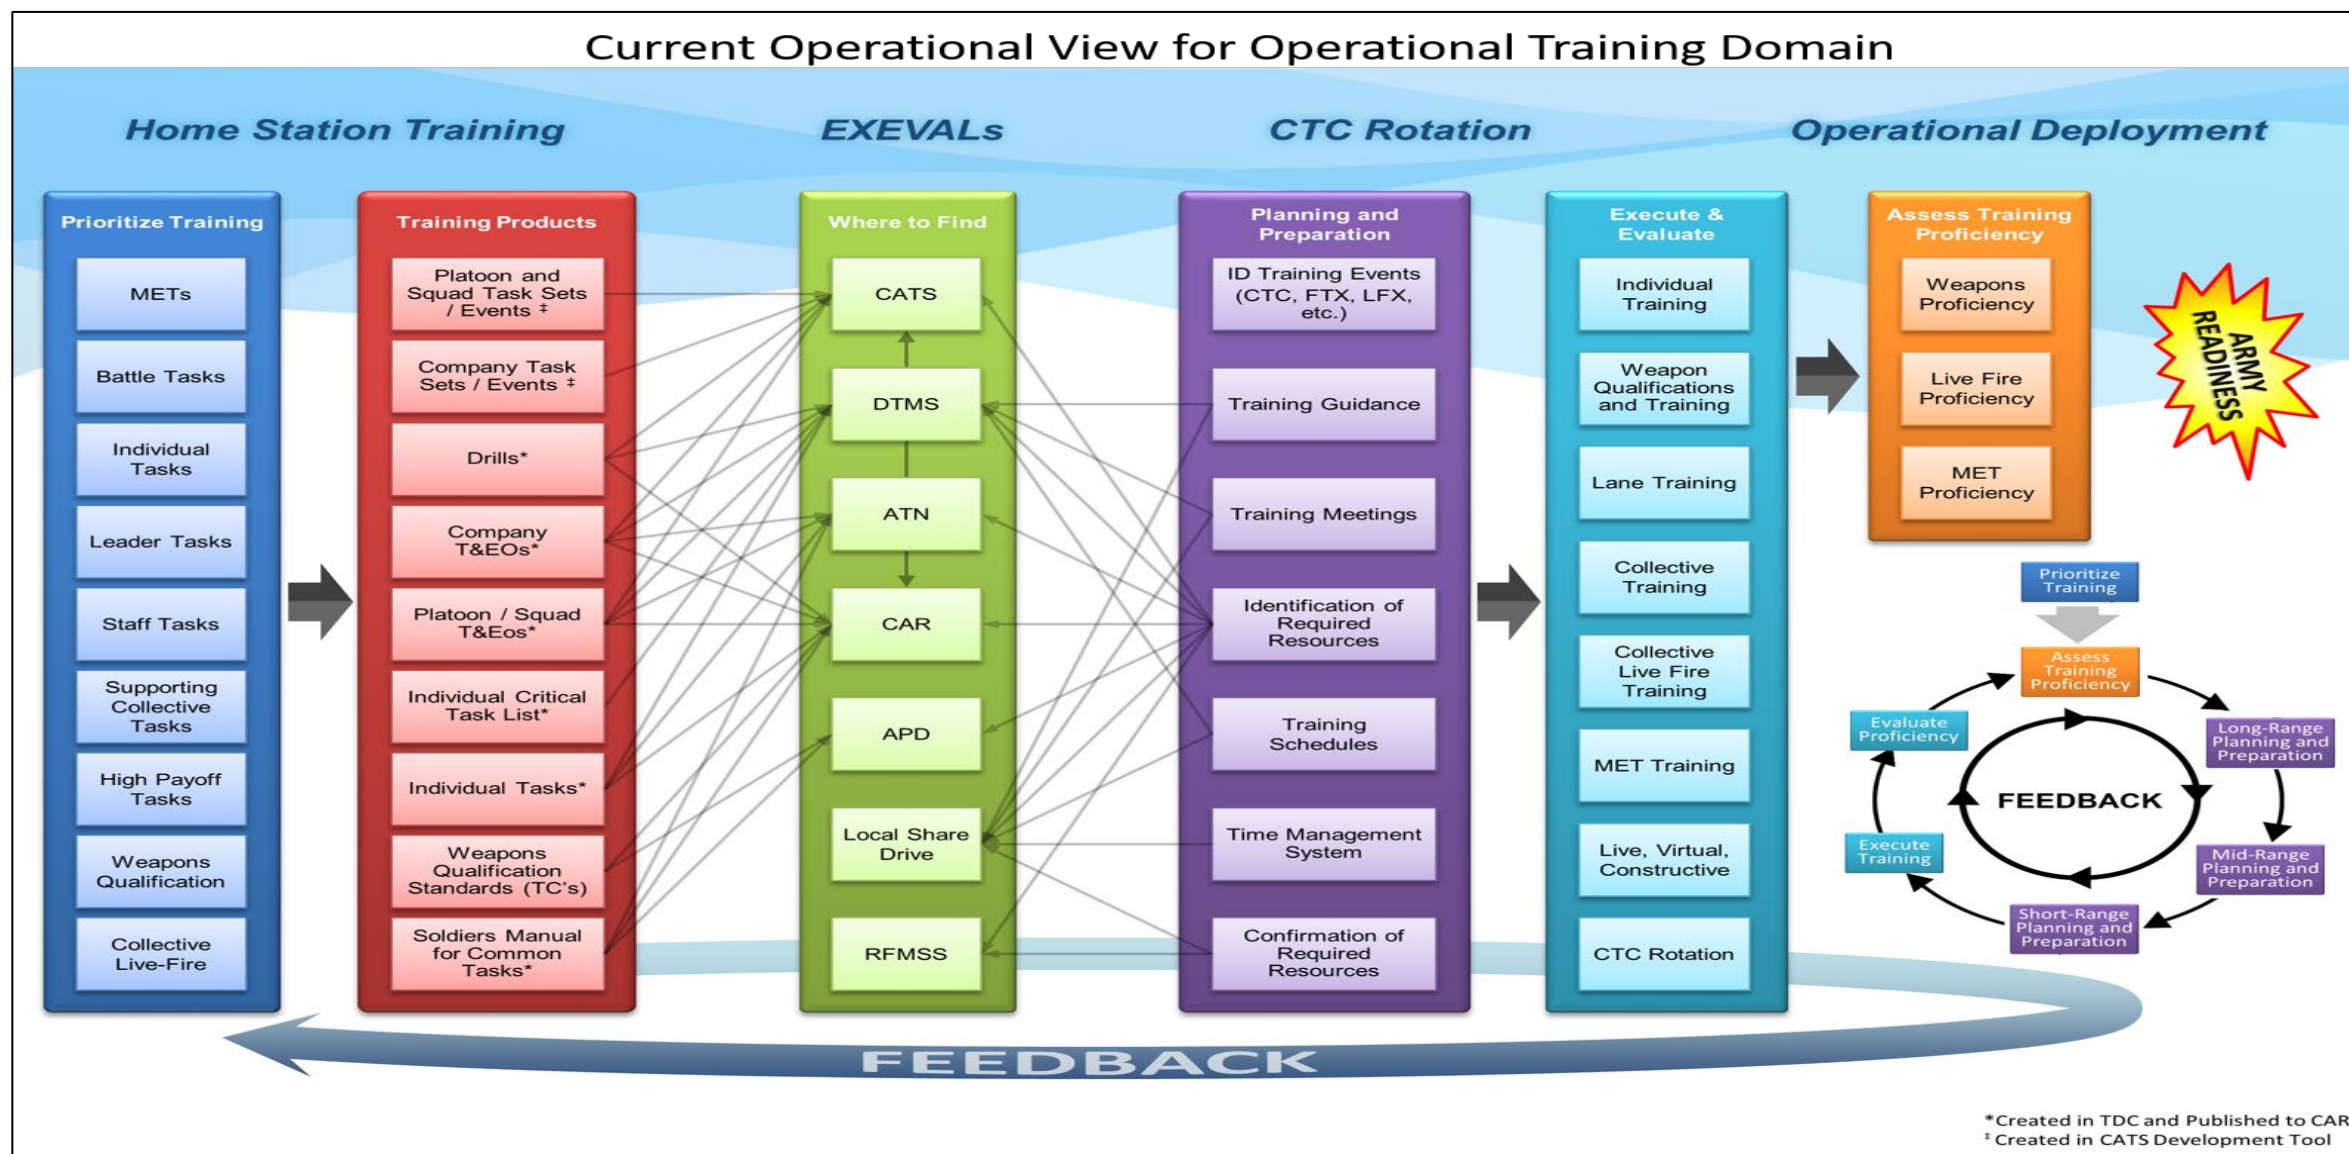 Current Operational View for Operational Training Domain
Home Station Training
EXEVALs
CTC Rotation
Operational Deployment
Prioritize Training
METs
Battle Tasks
Individual
Tasks
Leader Tasks
Staff Tasks
Supporting
Collective
Tasks
High Payoff
Tasks
Weapons
Qualification
Collective
Live-Fire
Training Products
Platoon and
Squad Task Sets
/ Events ‡
Company Task
Sets / Events ‡
Drills*
Company
T&EOs*
Platoon / Squad
T&Eos*
Individual Critical
Task List*
Individual Tasks*
Weapons
Qualification
Standards (TC's)
Soldiers Manual
for Common
Tasks*
Where to Find
CATS
DTMS
ATN
CAR
APD
Local Share
Drive
RFMSS
Planning and
Preparation
ID Training Events
(CTC, FTX, LFX,
etc.)
Training Guidance
Training Meetings
Identification of
Required
Resources
Training
Schedules
Time Management
System
Confirmation of
Required
Resources
Execute &
Evaluate
Individual
Training
Weapon
Qualifications
and Training
Lane Training
Collective
Training
Collective
Live Fire
Training
MET Training
Live, Virtual,
Constructive
CTC Rotation
Assess Training
Proficiency
Weapons
Proficiency
Live Fire
Proficiency
MET
Proficiency
ARMY
READINESS
Prioritize
Training
Assess
Training
Proficiency
Long-Range
Planning and
Preparation
Mid-Range
Planning and
Preparation
Short-Range
Planning and
Preparation
Execute
Training
Evaluate
Proficiency
FEEDBACK
FEEDBACK
*Created in TDC and Published to CAR
‡ Created in CATS Development Tool